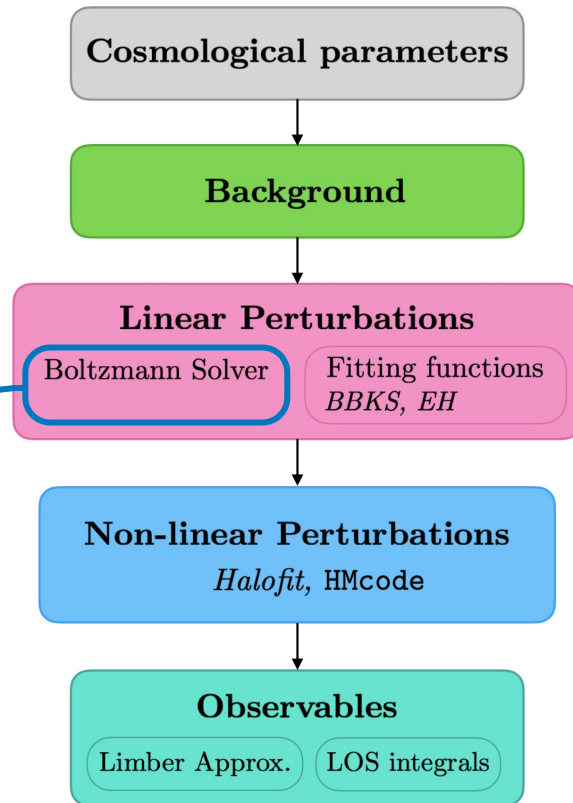 Cosmological parameters
Background
Linear Perturbations
Boltzmann Solver
Fitting functions
BBKS, EH
Non-linear Perturbations
Halofit, HMcode
Observables
Limber Approx.
LOS integrals